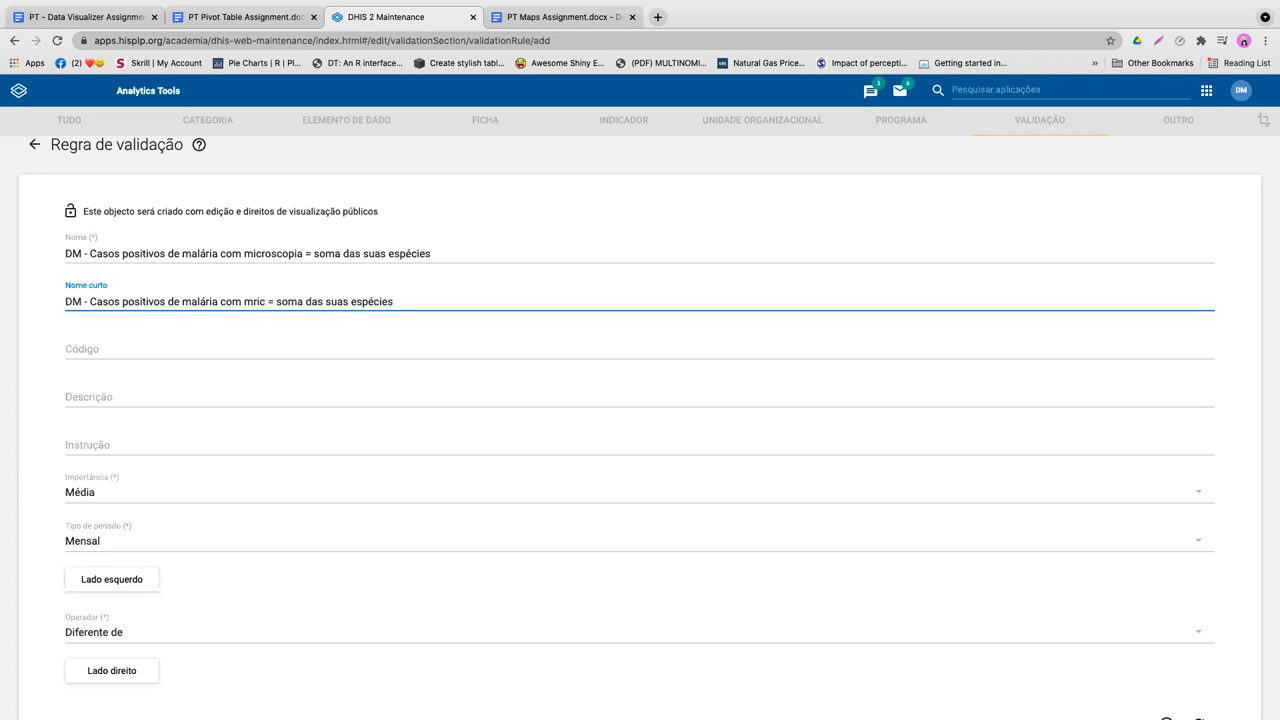 PT - Data Visualizer Assignme
PT Pivot Table Assignment.doc
DHIS 2 Maintenance
PT Maps Assignment.docx - D
apps.hisplp.org/academia/dhis-web-maintenance/index.html#/edit/validationSection/validationRule/add
Apps
(2) ❤️😊
Skrill | My Account
Pie Charts | R | Pl...
DT: An R interface...
Create stylish tabl...
Awesome Shiny E...
(PDF) MULTINOMI...
Natural Gas Price...
Impact of percepti...
Getting started in...
»
Other Bookmarks
Reading List
Analytics Tools
3
6
Pesquisar aplicações
DM
TUDO
CATEGORIA
ELEMENTO DE DADO
FICHA
INDICADOR
UNIDADE ORGANIZACIONAL
PROGRAMA
VALIDAÇÃO
OUTRO
Regra de validação
Este objecto será criado com edição e direitos de visualização públicos
Nome (*)
DM - Casos positivos de malária com microscopia = soma das suas espécies
Nome curto
DM - Casos positivos de malária com mric = soma das suas espécies
Código
Descrição
Instrução
Importância (*)
Média
Tipo de periodo (*)
Mensal
Lado esquerdo
Operador (*)
Diferente de
Lado direito